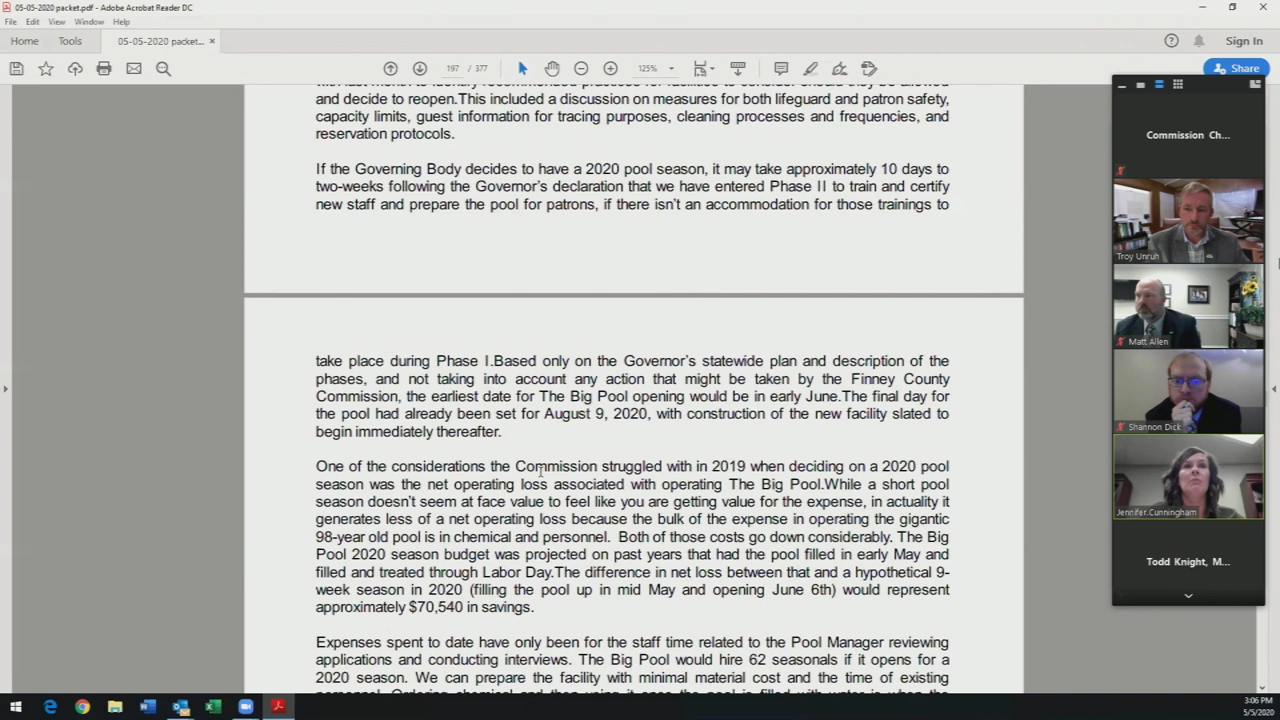 05-05-2020 packet.pdf - Adobe Acrobat Reader DC
File Edit View Window Help
Home Tools 05-05-2020 packet... × Sign In
197 / 377 125% Share
and decide to reopen.This included a discussion on measures for both lifeguard and patron safety,
capacity limits, guest information for tracing purposes, cleaning processes and frequencies, and
reservation protocols.
If the Governing Body decides to have a 2020 pool season, it may take approximately 10 days to
two-weeks following the Governor's declaration that we have entered Phase II to train and certify
new staff and prepare the pool for patrons, if there isn't an accommodation for those trainings to
take place during Phase I.Based only on the Governor's statewide plan and description of the
phases, and not taking into account any action that might be taken by the Finney County
Commission, the earliest date for The Big Pool opening would be in early June.The final day for
the pool had already been set for August 9, 2020, with construction of the new facility slated to
begin immediately thereafter.
One of the considerations the Commission struggled with in 2019 when deciding on a 2020 pool
season was the net operating loss associated with operating The Big Pool.While a short pool
season doesn't seem at face value to feel like you are getting value for the expense, in actuality it
generates less of a net operating loss because the bulk of the expense in operating the gigantic
98-year old pool is in chemical and personnel. Both of those costs go down considerably. The Big
Pool 2020 season budget was projected on past years that had the pool filled in early May and
filled and treated through Labor Day.The difference in net loss between that and a hypothetical 9-
week season in 2020 (filling the pool up in mid May and opening June 6th) would represent
approximately $70,540 in savings.
Expenses spent to date have only been for the staff time related to the Pool Manager reviewing
applications and conducting interviews. The Big Pool would hire 62 seasonals if it opens for a
2020 season. We can prepare the facility with minimal material cost and the time of existing
Commission Ch...
Troy Unruh
Matt Allen
Shannon Dick
Jennifer.Cunningham
Todd Knight, M...
3:06 PM
5/5/2020